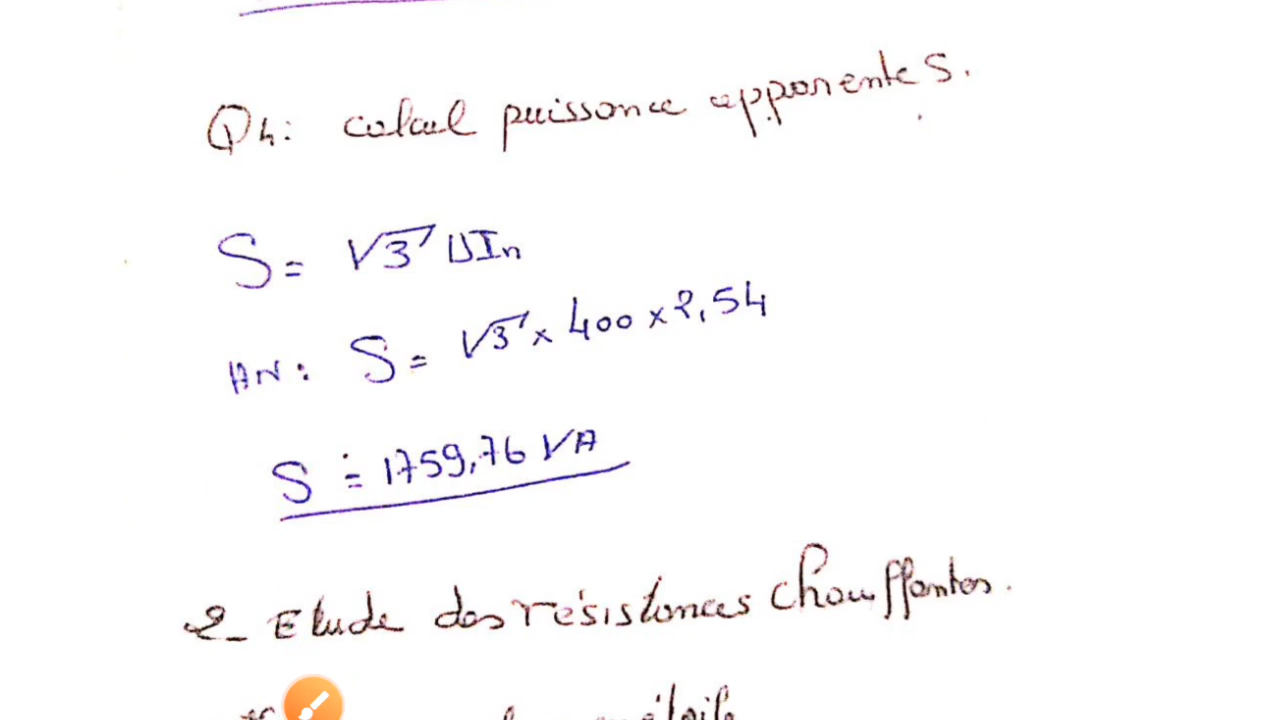 Q4: calcul puissance apparente S.
S = √3 UIn
AN: S = √3 x 400 x 2,54
S = 1759,76 VA
2_ Etude des résistances chauffantes.